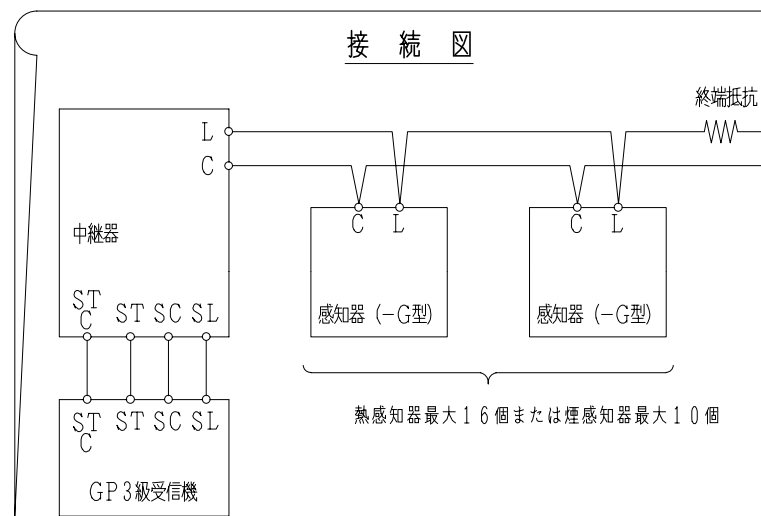 接続図
終端抵抗
L
C
中継器
C L
C L
感知器（－G型）
感知器（－G型）
STC ST SC SL
熱感知器最大１６個または煙感知器最大１０個
STC ST SC SL
GP3級受信機